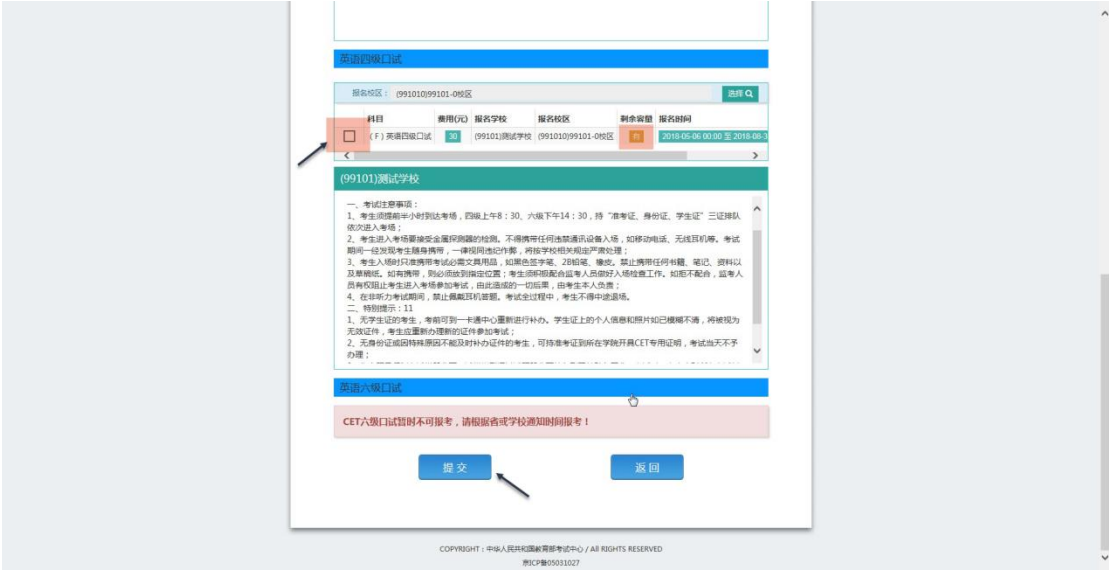 英语四级口试
报名校区： (991010)99101-0校区 选择
科目 费用(元) 报名学校 报名校区 剩余容量 报名时间
( F ) 英语四级口试 30 (99101)测试学校 (991010)99101-0校区 有 2018-05-06 00:00 至 2018-08-3
(99101)测试学校
一、考试注意事项：
1、考生须提前半小时到达考场，四级上午8：30，六级下午14：30，持“准考证、身份证、学生证”三证排队
依次进入考场；
2、考生进入考场要接受金属探测器的检测。不得携带任何违禁通讯设备入场，如移动电话、无线耳机等。考试
期间一经发现考生随身携带，一律视同违纪作弊，将按学校相关规定严肃处理；
3、考生入场时只准携带考试必需文具用品，如黑色签字笔、2B铅笔、橡皮。禁止携带任何书籍、笔记、资料以
及草稿纸。如有携带，则必须放到指定位置；考生须积极配合监考人员做好入场检查工作。如拒不配合，监考人
员有权阻止考生进入考场参加考试，由此造成的一切后果，由考生本人负责；
4、在非听力考试期间，禁止佩戴耳机答题。考试全过程中，考生不得中途退场。
二、特别提示：11
1、无学生证的考生，考前可到一卡通中心重新进行补办。学生证上的个人信息和照片如已模糊不清，将被视为
无效证件，考生应重新办理新的证件参加考试；
2、无身份证或因特殊原因不能及时补办证件的考生，可持准考证到所在学院开具CET专用证明，考试当天不予
办理；
英语六级口试
CET六级口试暂时不可报考，请根据省或学校通知时间报考！
提 交 返 回
COPYRIGHT：中华人民共和国教育部考试中心 / All RIGHTS RESERVED
京ICP备05031027